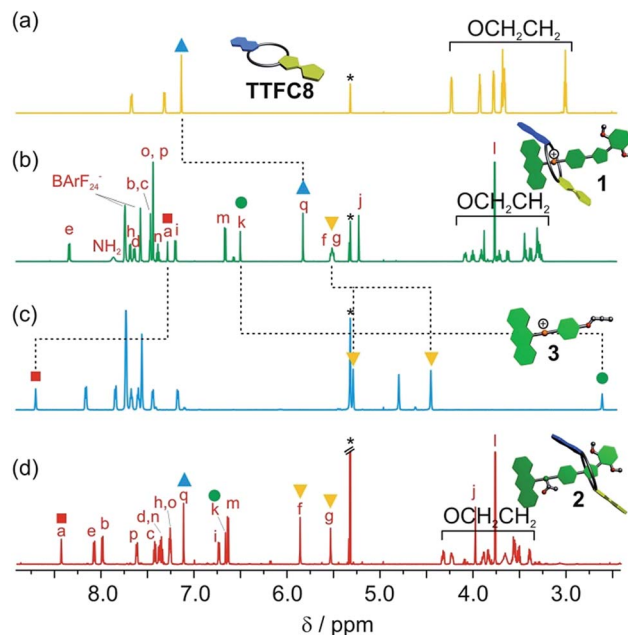 (a)
OCH₂CH₂
TTFC8
*
(b)
o, p
l
BArF₂₄⁻
b,c
1
OCH₂CH₂
e
NH₂
h
d
n
a
i
m
k
q
f
g
*
j
(c)
*
3
(d)
*
l
2
h,o
q
d,n
k
m
f
j
OCH₂CH₂
a
e
b
p
c
i
g
8.0
7.0
6.0
5.0
4.0
3.0
δ / ppm